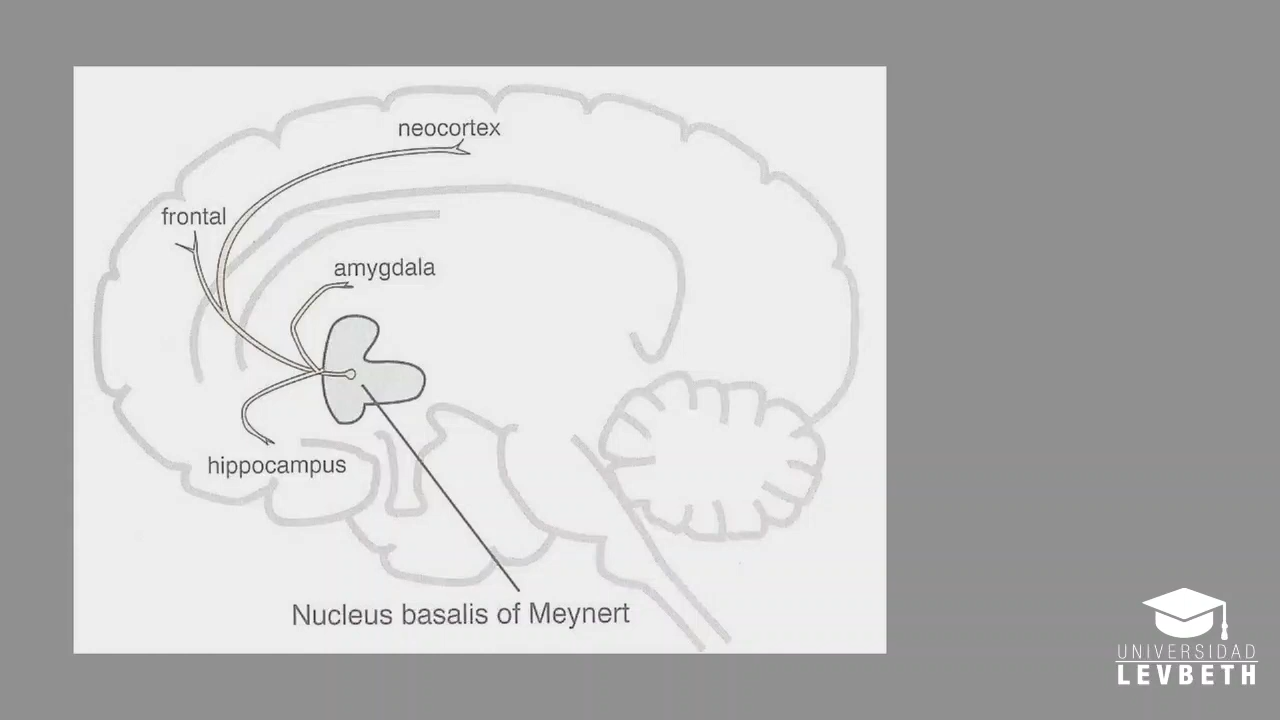 neocortex
frontal
amygdala
hippocampus
Nucleus basalis of Meynert
UNIVERSIDAD
LEVBETH